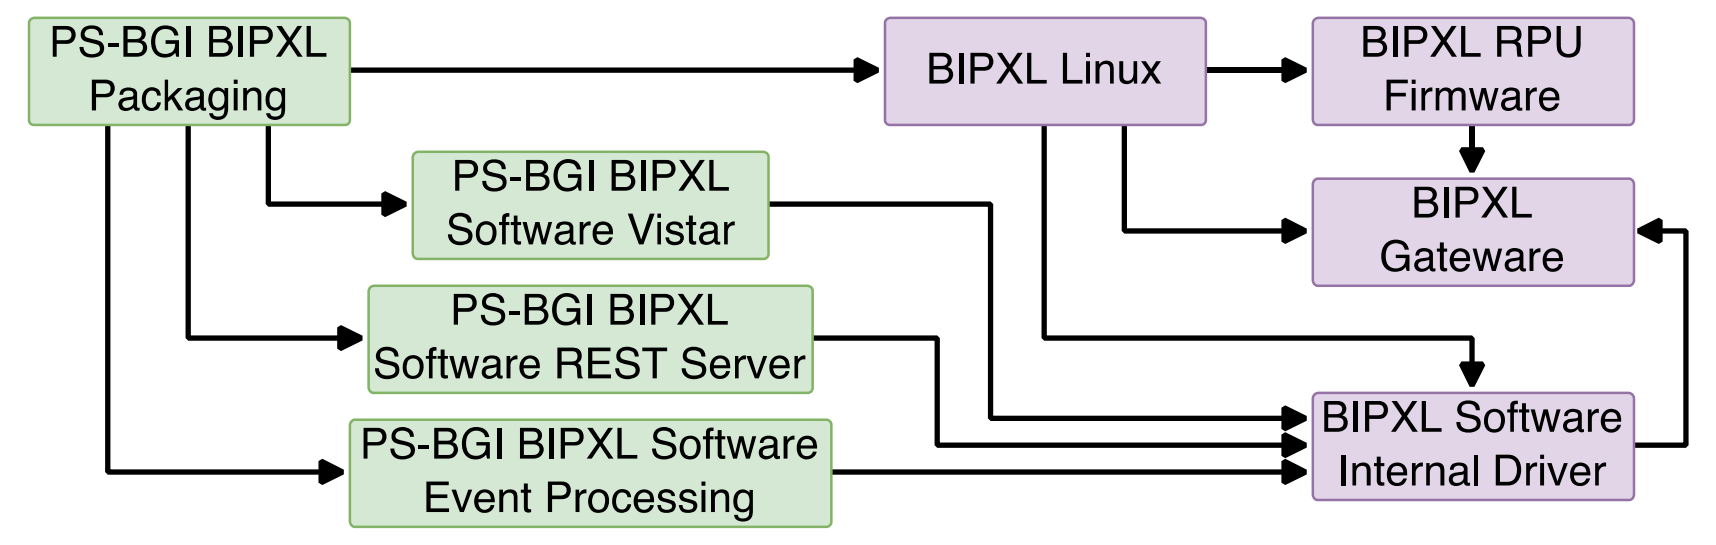 PS-BGI BIPXL
Packaging
BIPXL Linux
BIPXL RPU
Firmware
PS-BGI BIPXL
Software Vistar
BIPXL
Gateware
PS-BGI BIPXL
Software REST Server
PS-BGI BIPXL Software
Event Processing
BIPXL Software
Internal Driver